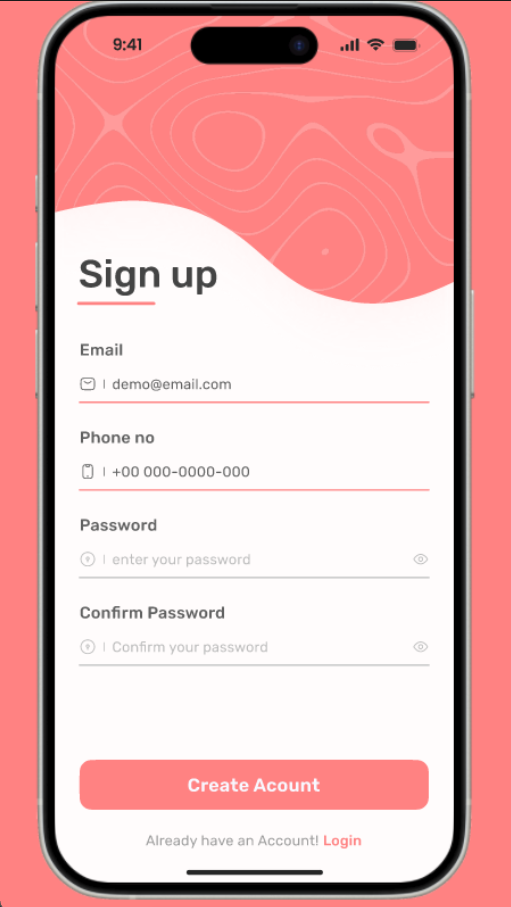 9:41
Sign up
Email
demo@email.com
Phone no
+00 000-0000-000
Password
enter your password
Confirm Password
Confirm your password
Create Acount
Already have an Account! Login